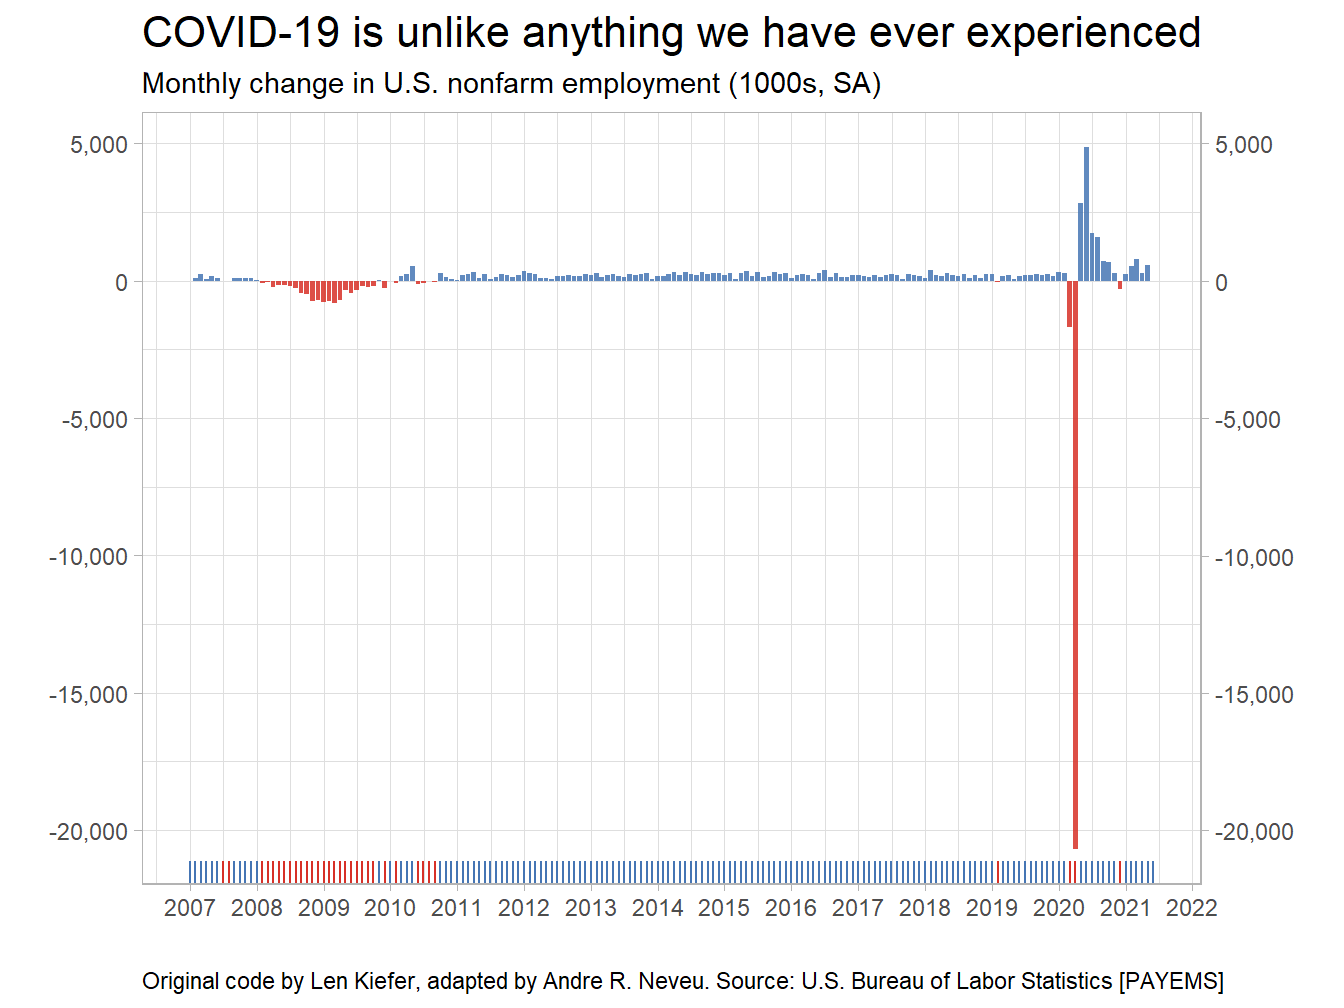 COVID-19 is unlike anything we have ever experienced
Monthly change in U.S. nonfarm employment (1000s, SA)
5,000 5,000
0 0
-5,000 -5,000
-10,000 -10,000
-15,000 -15,000
-20,000 -20,000
2007 2008 2009 2010 2011 2012 2013 2014 2015 2016 2017 2018 2019 2020 2021 2022
Original code by Len Kiefer, adapted by Andre R. Neveu. Source: U.S. Bureau of Labor Statistics [PAYEMS]